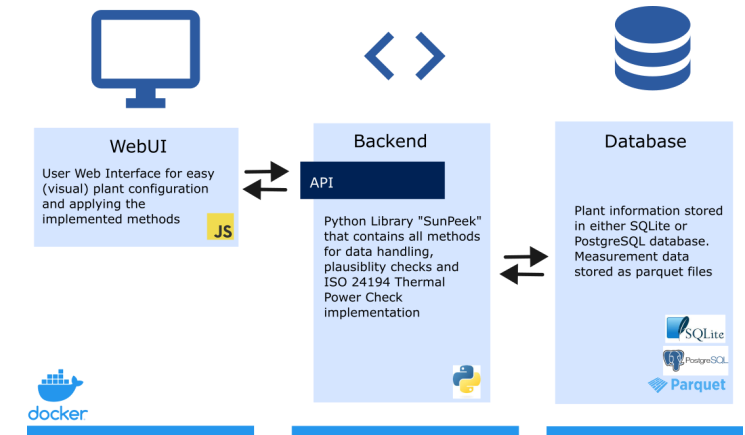 WebUI
User Web Interface for easy
(visual) plant configuration
and applying the
implemented methods
JS
Backend
API
Python Library "SunPeek"
that contains all methods
for data handling,
plausiblity checks and
ISO 24194 Thermal
Power Check
implementation
Database
Plant information stored
in either SQLite or
PostgreSQL database.
Measurement data
stored as parquet files
SQLite
PostgreSQL
Parquet
docker